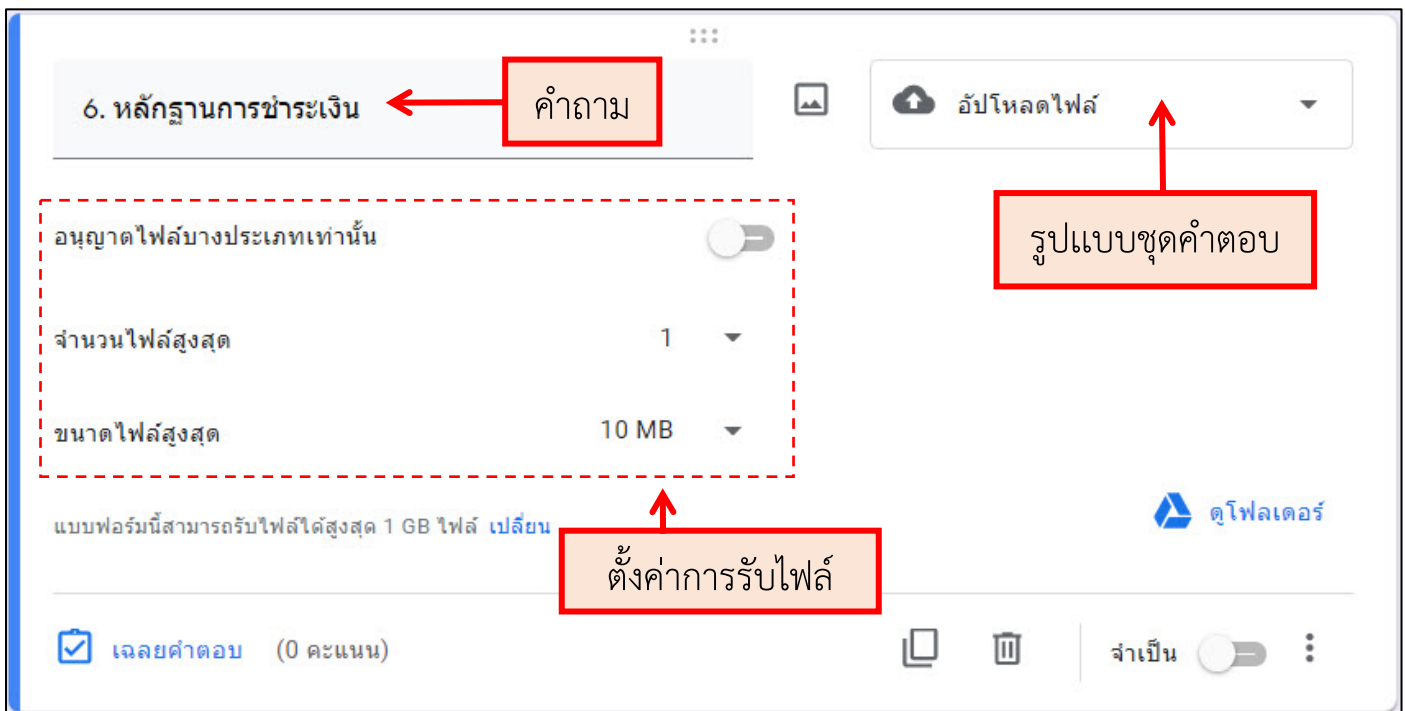 6. หลักฐานการชำระเงิน
คำถาม
อัปโหลดไฟล์
รูปแบบชุดคำตอบ
อนุญาตไฟล์บางประเภทเท่านั้น
จำนวนไฟล์สูงสุด 1
ขนาดไฟล์สูงสุด 10 MB
แบบฟอร์มนี้สามารถรับไฟล์ได้สูงสุด 1 GB ไฟล์ เปลี่ยน
ดูโฟลเดอร์
ตั้งค่าการรับไฟล์
เฉลยคำตอบ (0 คะแนน)
จำเป็น